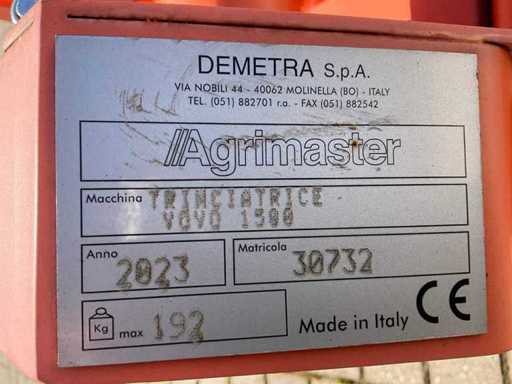 DEMETRA S.p.A.
VIA NOBILI 44 - 40062 MOLINELLA (BO) - ITALY
TEL. (051) 882701 r.a. - FAX (051) 882542
Agrimaster
Macchina TRINCIATRICE
VOVO 1500
Anno 2023 Matricola 30732
Kg max 192 Made in Italy CE